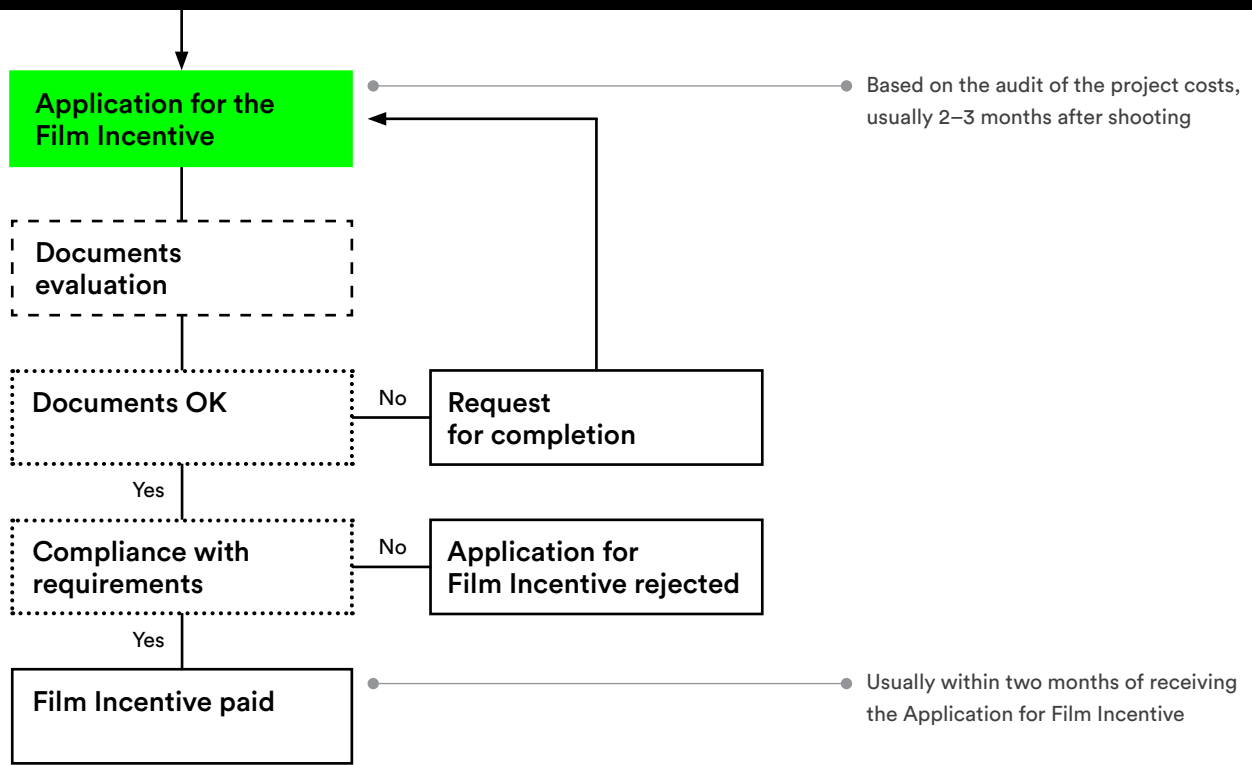 Application for the
Film Incentive
Based on the audit of the project costs,
usually 2–3 months after shooting
Documents
evaluation
Documents OK
No
Request
for completion
Yes
Compliance with
requirements
No
Application for
Film Incentive rejected
Yes
Film Incentive paid
Usually within two months of receiving
the Application for Film Incentive